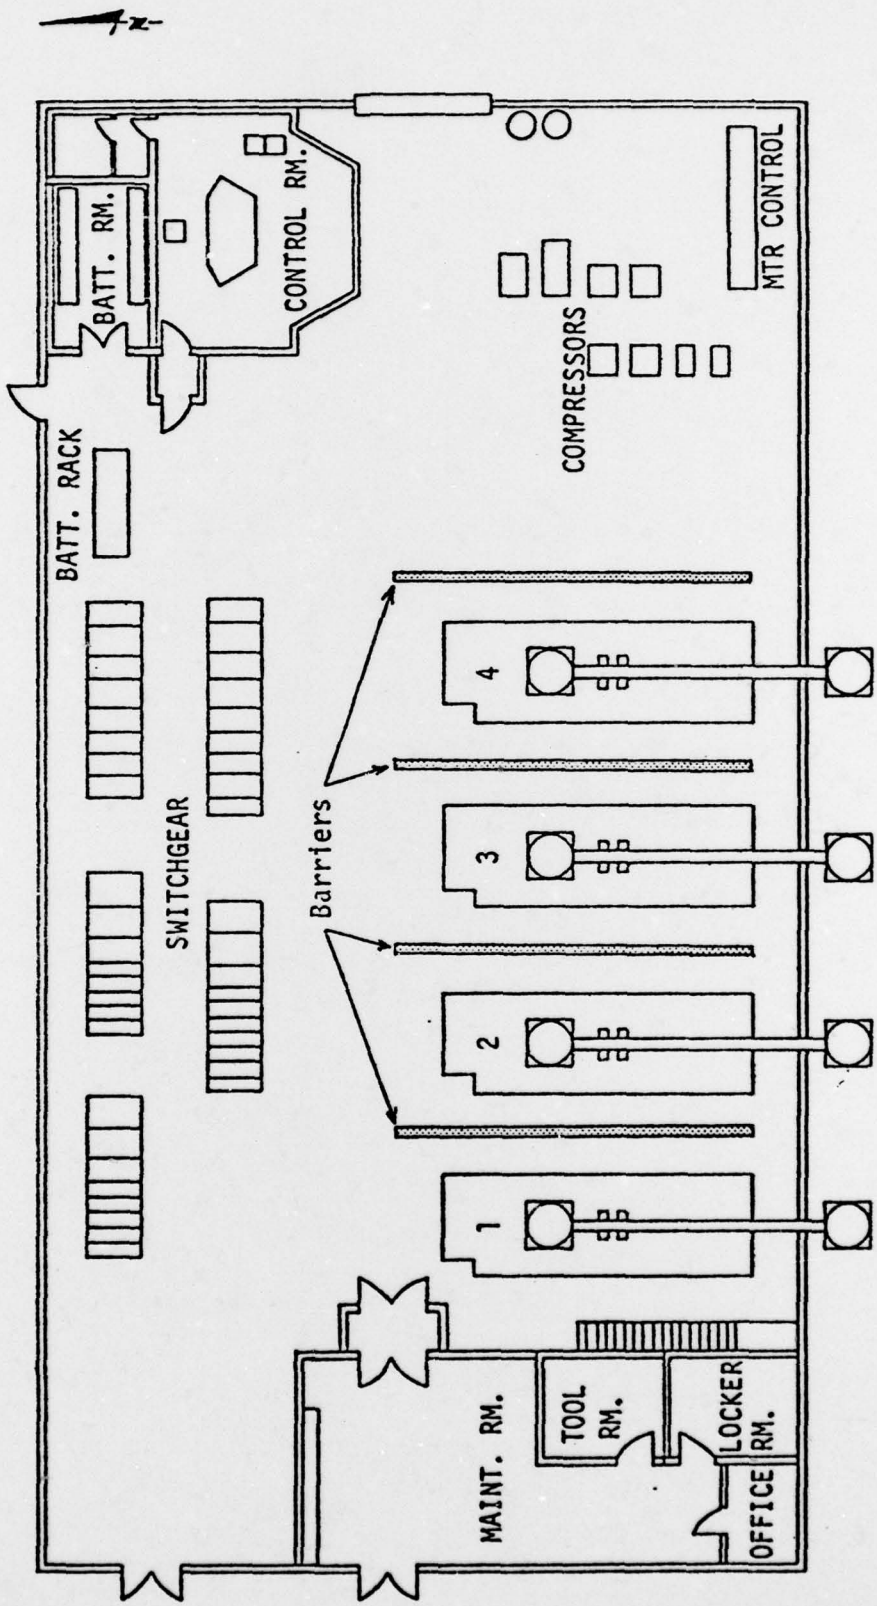 N
BATT. RM.
CONTROL RM.
MTR CONTROL
BATT. RACK
COMPRESSORS
SWITCHGEAR
Barriers
4
3
2
1
MAINT. RM.
TOOL
RM.
LOCKER
RM.
OFFICE